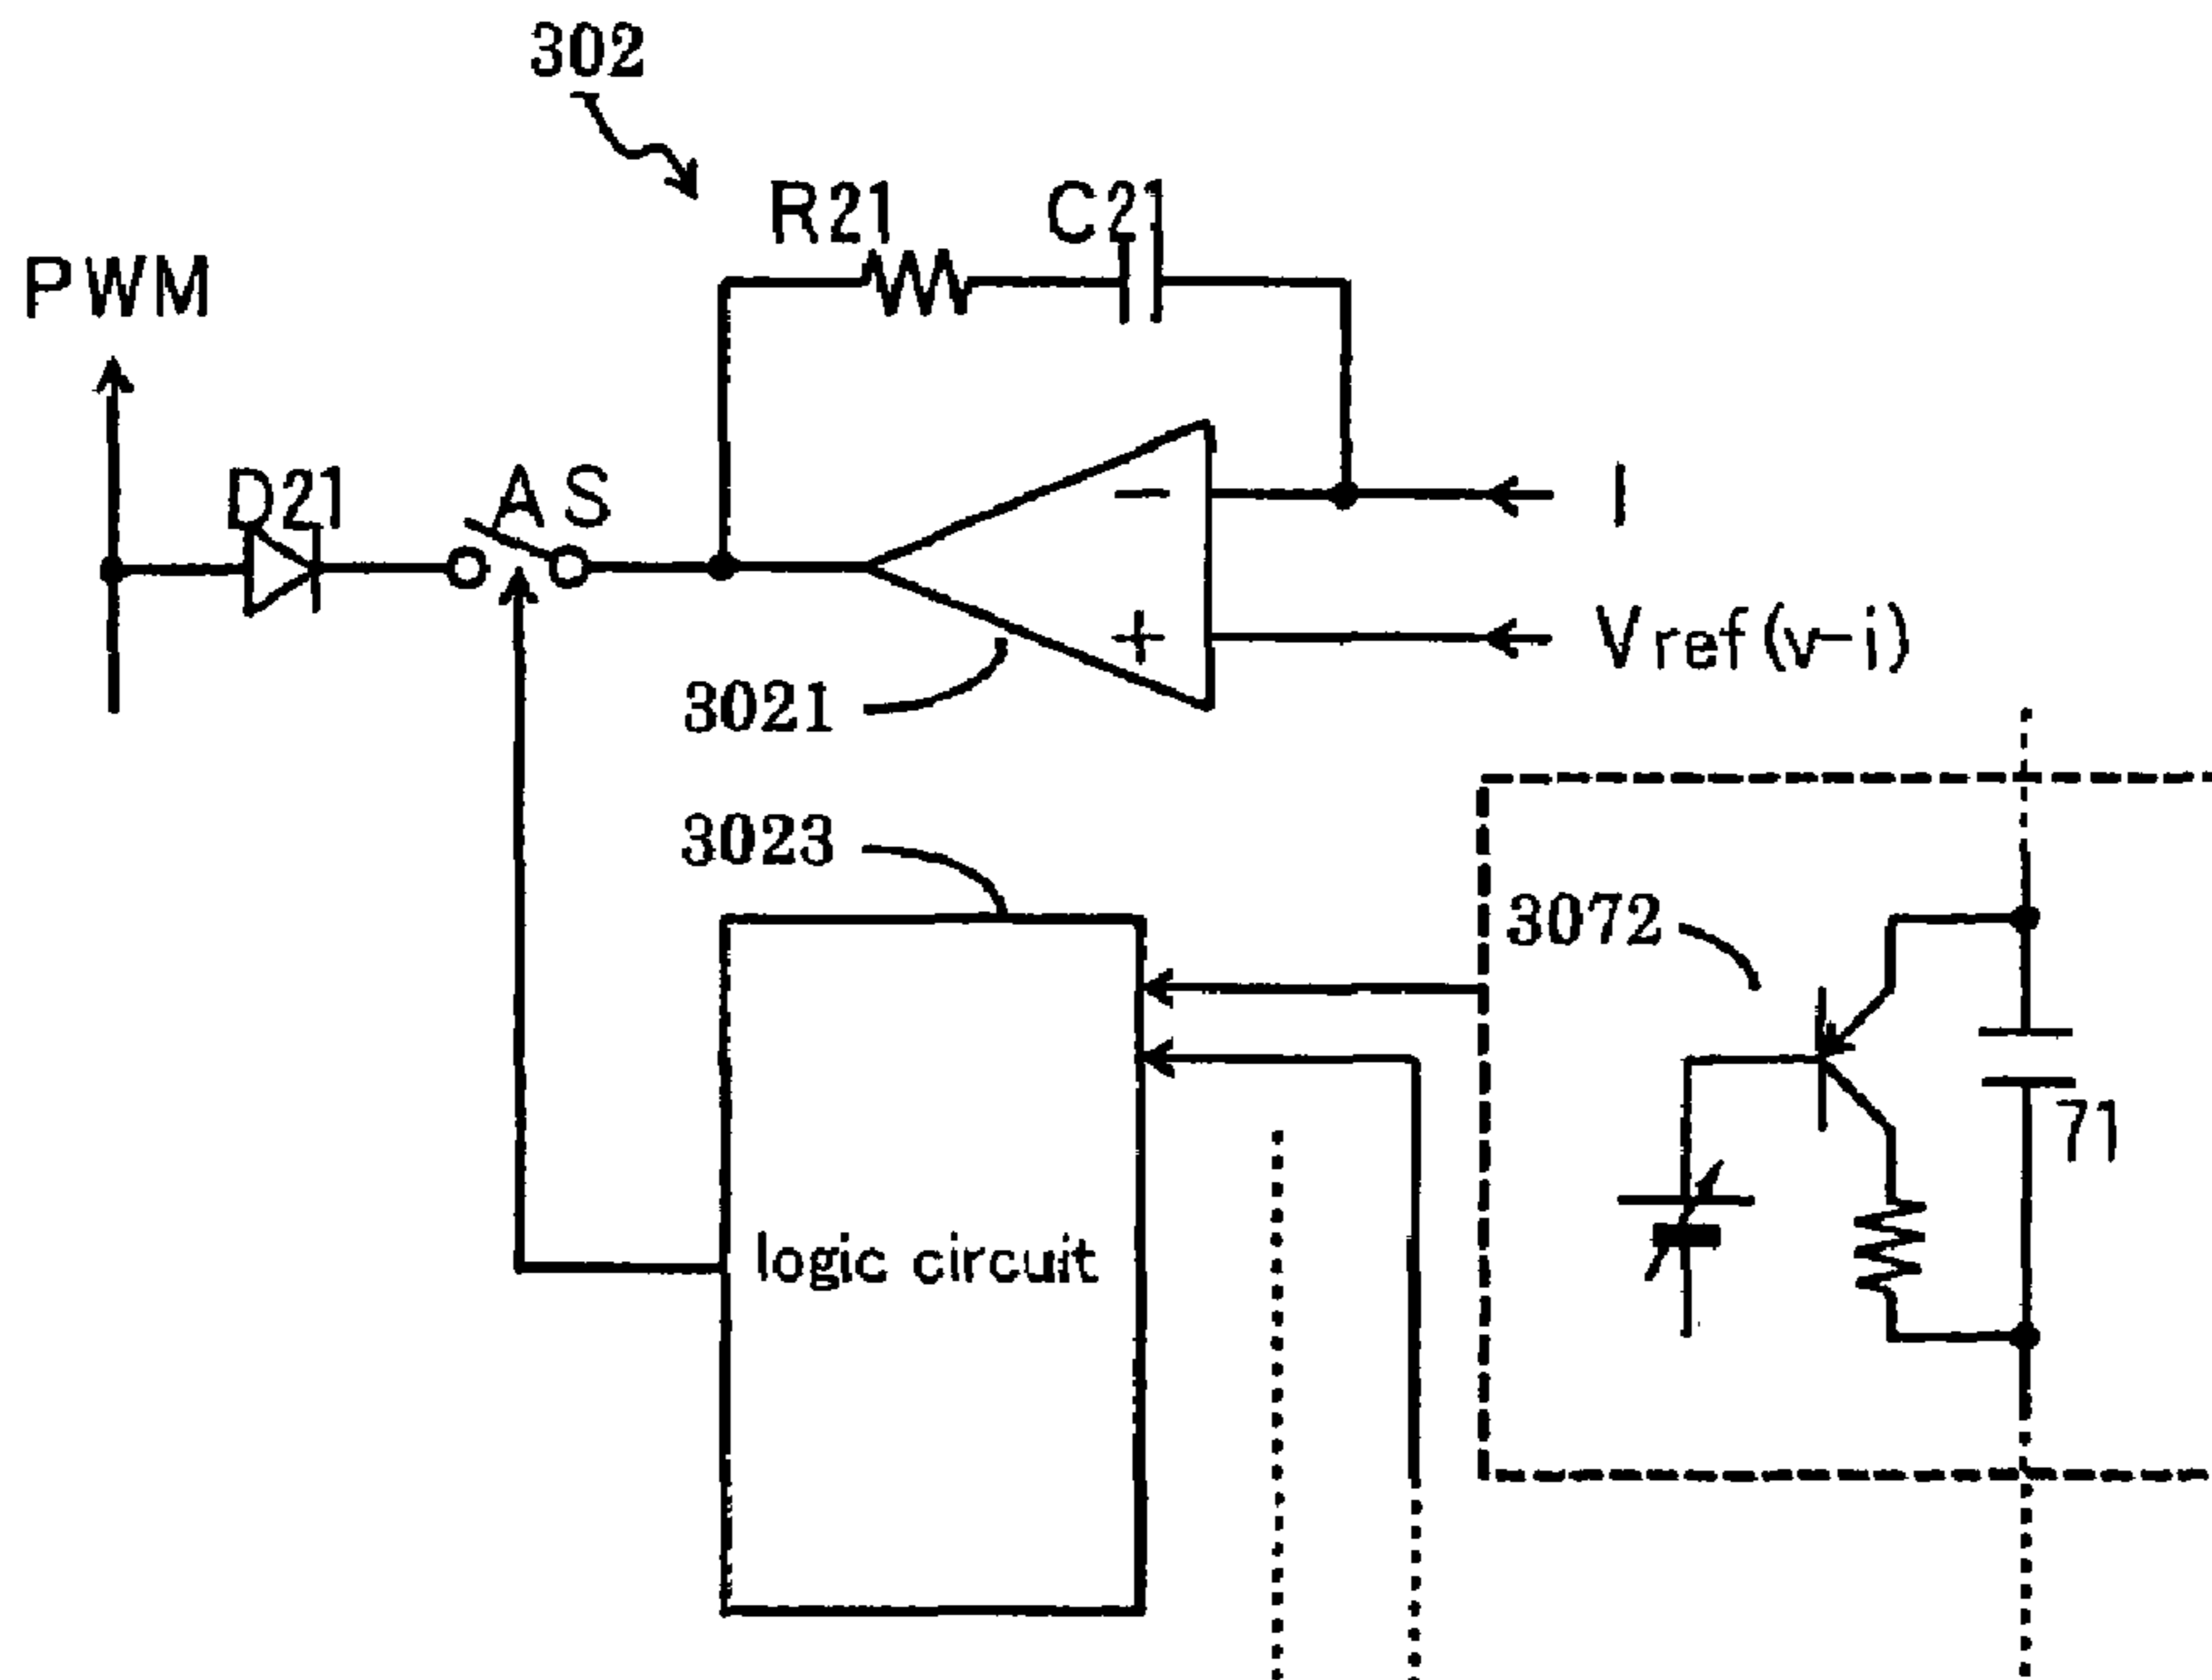 302
R21
C21
PWM
D21
AS
−
I
+
Vref(v−i)
3021
3023
3072
71
logic circuit